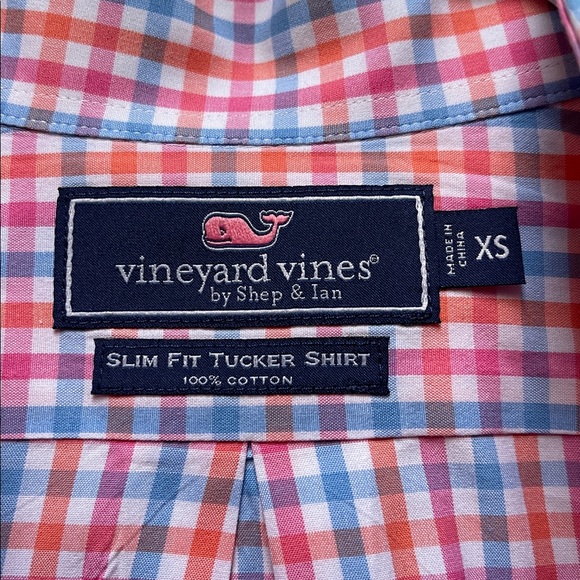 vineyard vines®
by Shep & Ian
MADE IN
CHINA
XS
SLIM FIT TUCKER SHIRT
100% COTTON